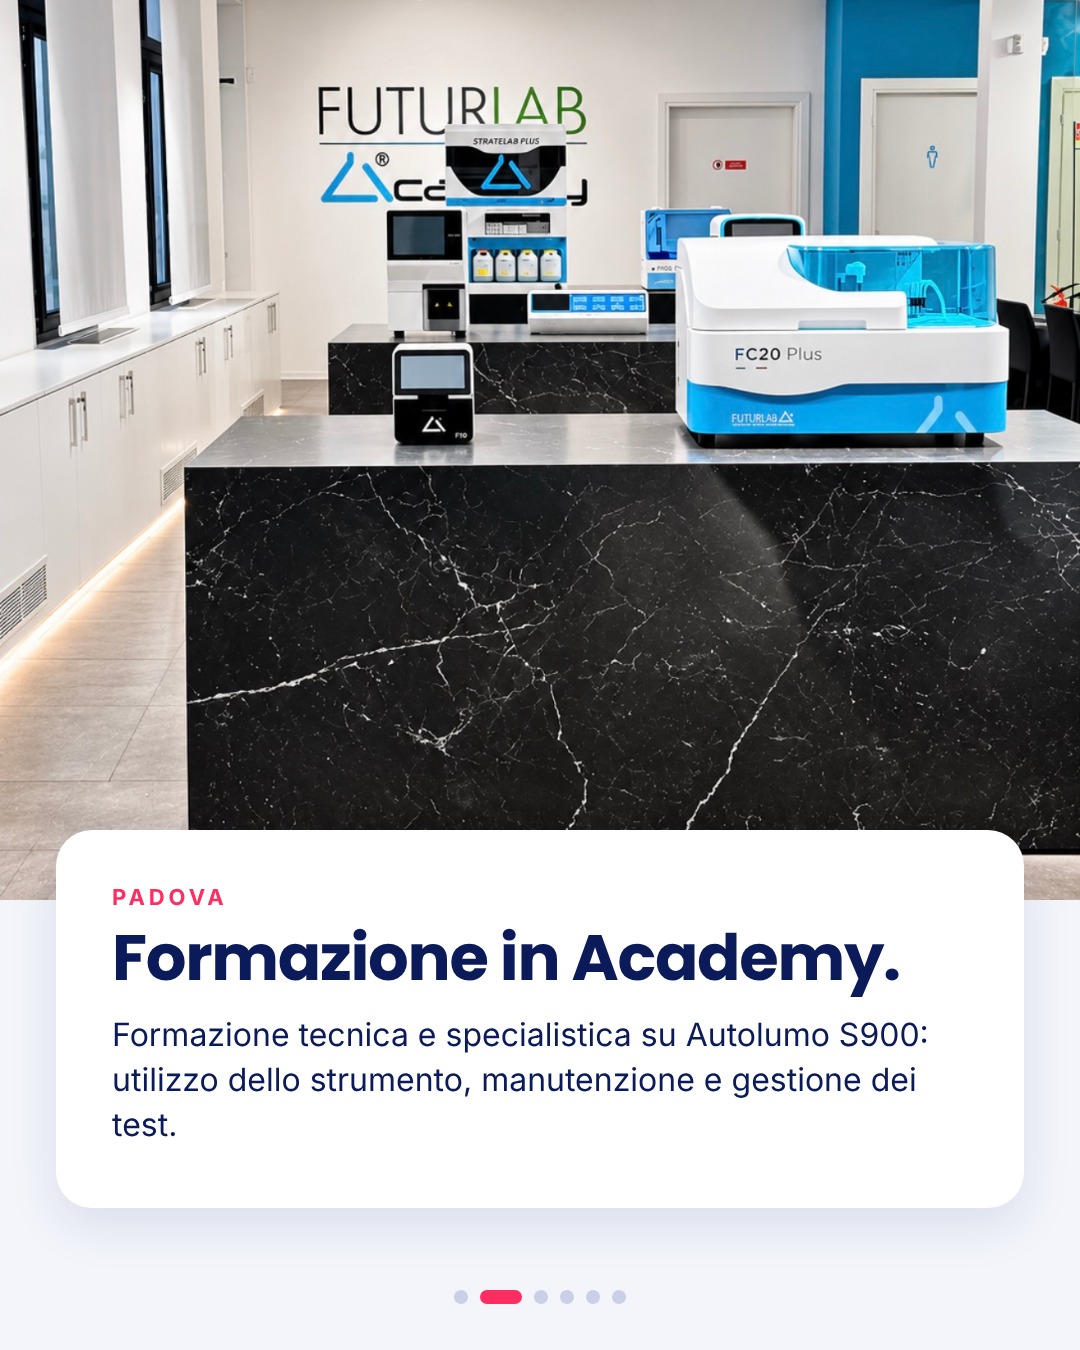 FUTURLAB
STRATELAB PLUS
FC20 Plus
FUTURLAB
F10
PADOVA
Formazione in Academy.
Formazione tecnica e specialistica su Autolumo S900:
utilizzo dello strumento, manutenzione e gestione dei
test.